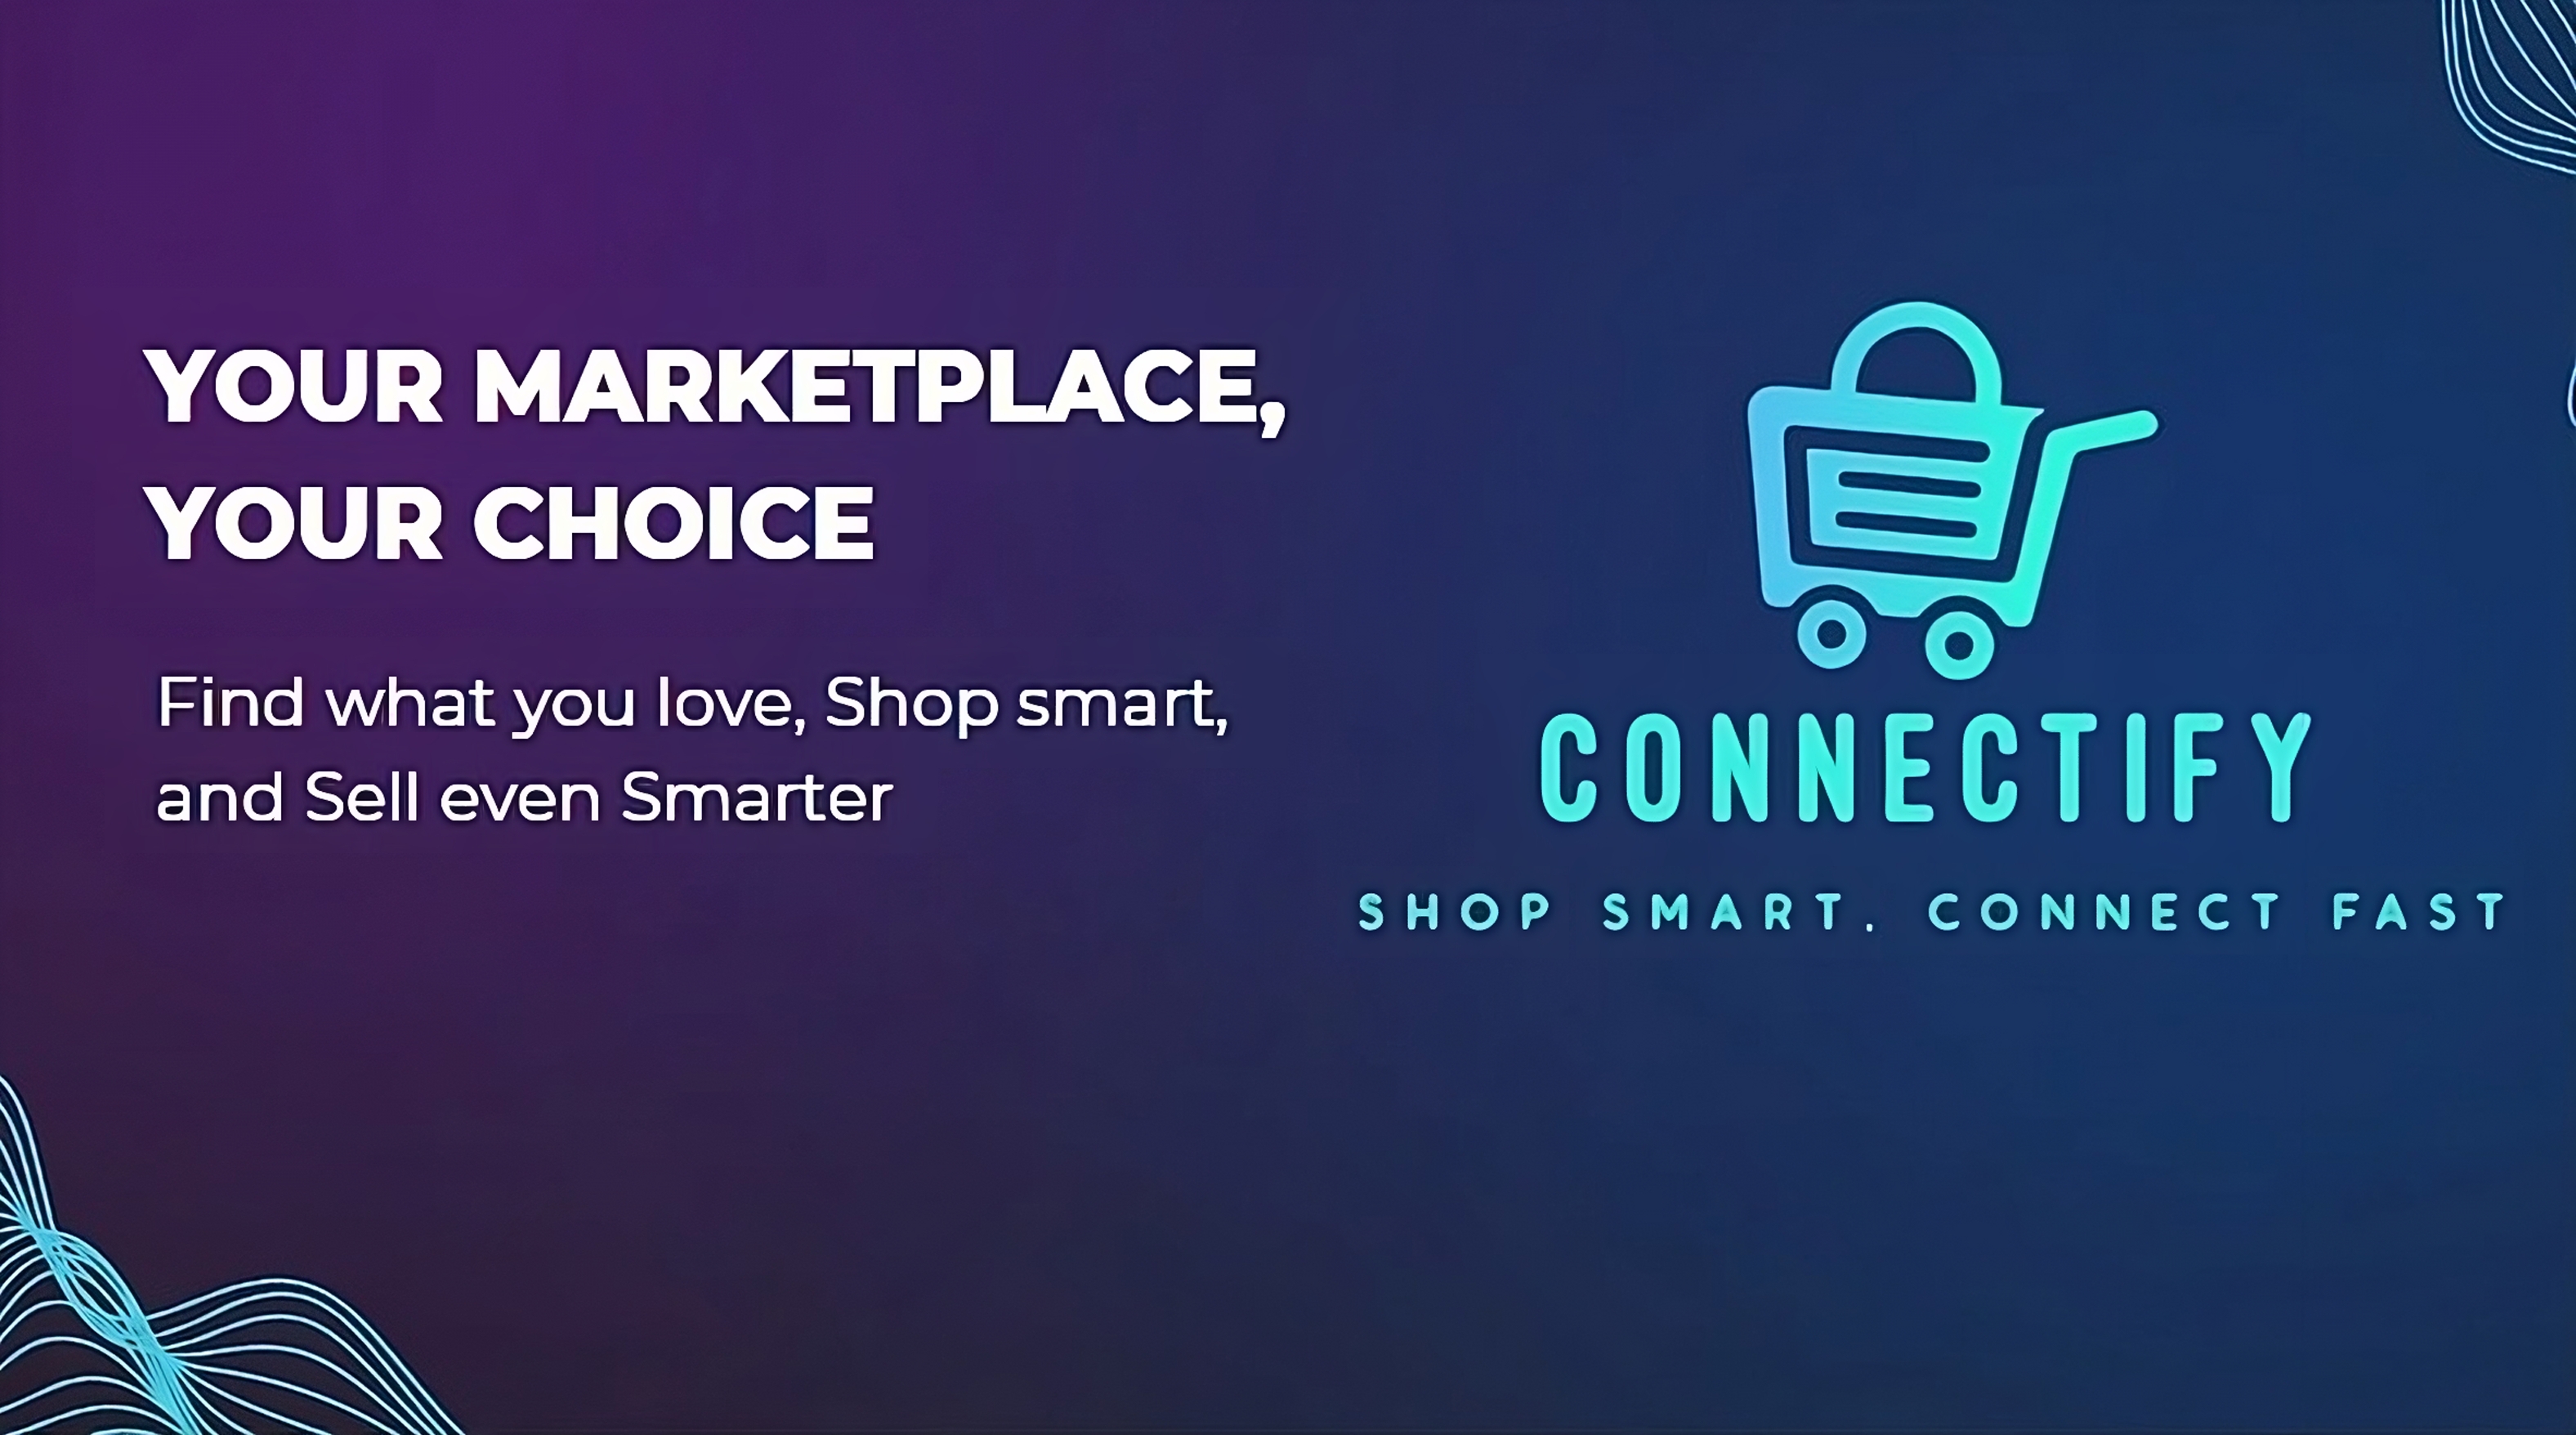 YOUR MARKETPLACE,
YOUR CHOICE
Find what you love, Shop smart,
and Sell even Smarter
CONNECTIFY
SHOP SMART. CONNECT FAST